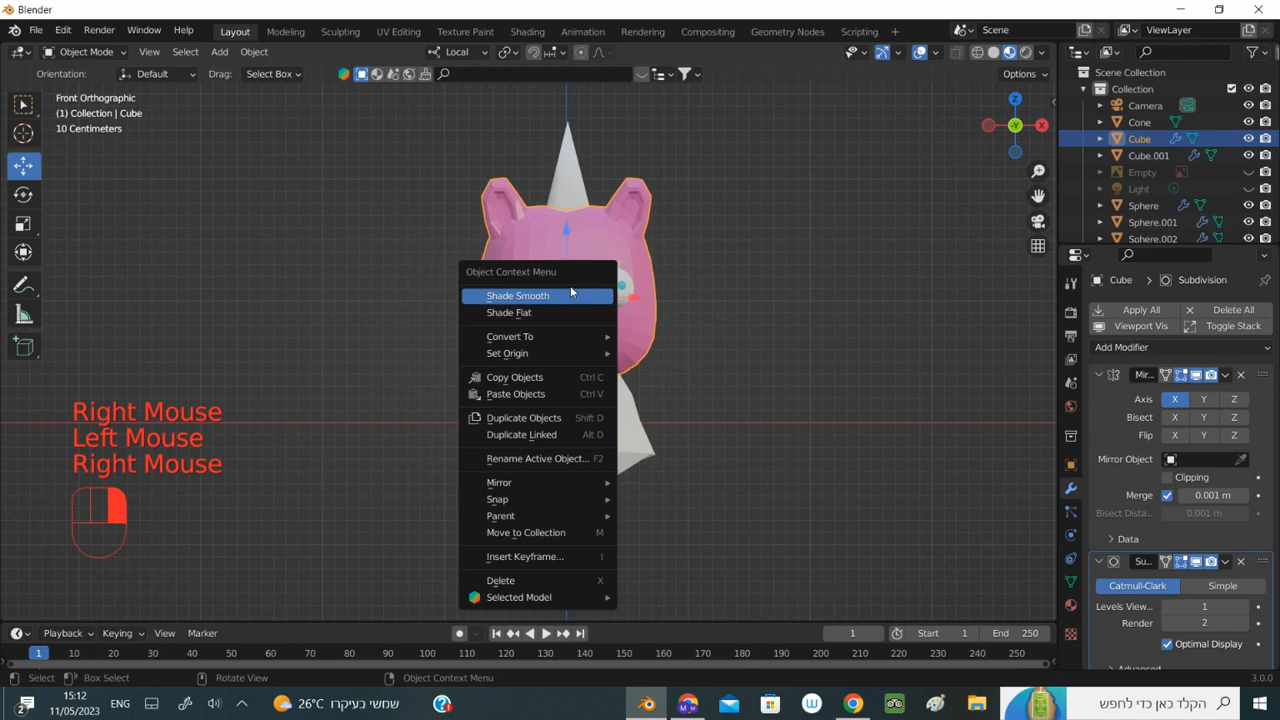 Blender
File Edit Render Window Help Layout Modeling Sculpting UV Editing Texture Paint Shading Animation Rendering Compositing Geometry Nodes Scripting + Scene ViewLayer
Object Mode View Select Add Object Local
Orientation: Default Drag: Select Box Options
Front Orthographic
(1) Collection | Cube
10 Centimeters
Z
-Y
X
Scene Collection
Collection
Camera
Cone
Cube
Cube.001
Empty
Light
Sphere
Sphere.001
Sphere.002
Object Context Menu
Shade Smooth
Shade Flat
Convert To
Set Origin
Copy Objects Ctrl C
Paste Objects Ctrl V
Duplicate Objects Shift D
Duplicate Linked Alt D
Rename Active Object... F2
Mirror
Snap
Parent
Move to Collection M
Insert Keyframe... I
Delete X
Selected Model
Right Mouse
Left Mouse
Right Mouse
Cube Subdivision
Apply All Delete All
Viewport Vis Toggle Stack
Add Modifier
Mir...
Axis X Y Z
Bisect X Y Z
Flip X Y Z
Mirror Object
Clipping
Merge 0.001 m
Bisect Dista... 0.001 m
Data
Su...
Catmull-Clark Simple
Levels View... 1
Render 2
Optimal Display
Advanced
Playback Keying View Marker 1 Start 1 End 250
1 10 20 30 40 50 60 70 80 90 100 110 120 130 140 150 160 170 180 190 200 210 220 230 240 250
Select Box Select Rotate View Object Context Menu 3.0.0
2 15:12 11/05/2023 ENG 26°C שמשי בעיקרו הקלד כאן כדי לחפש